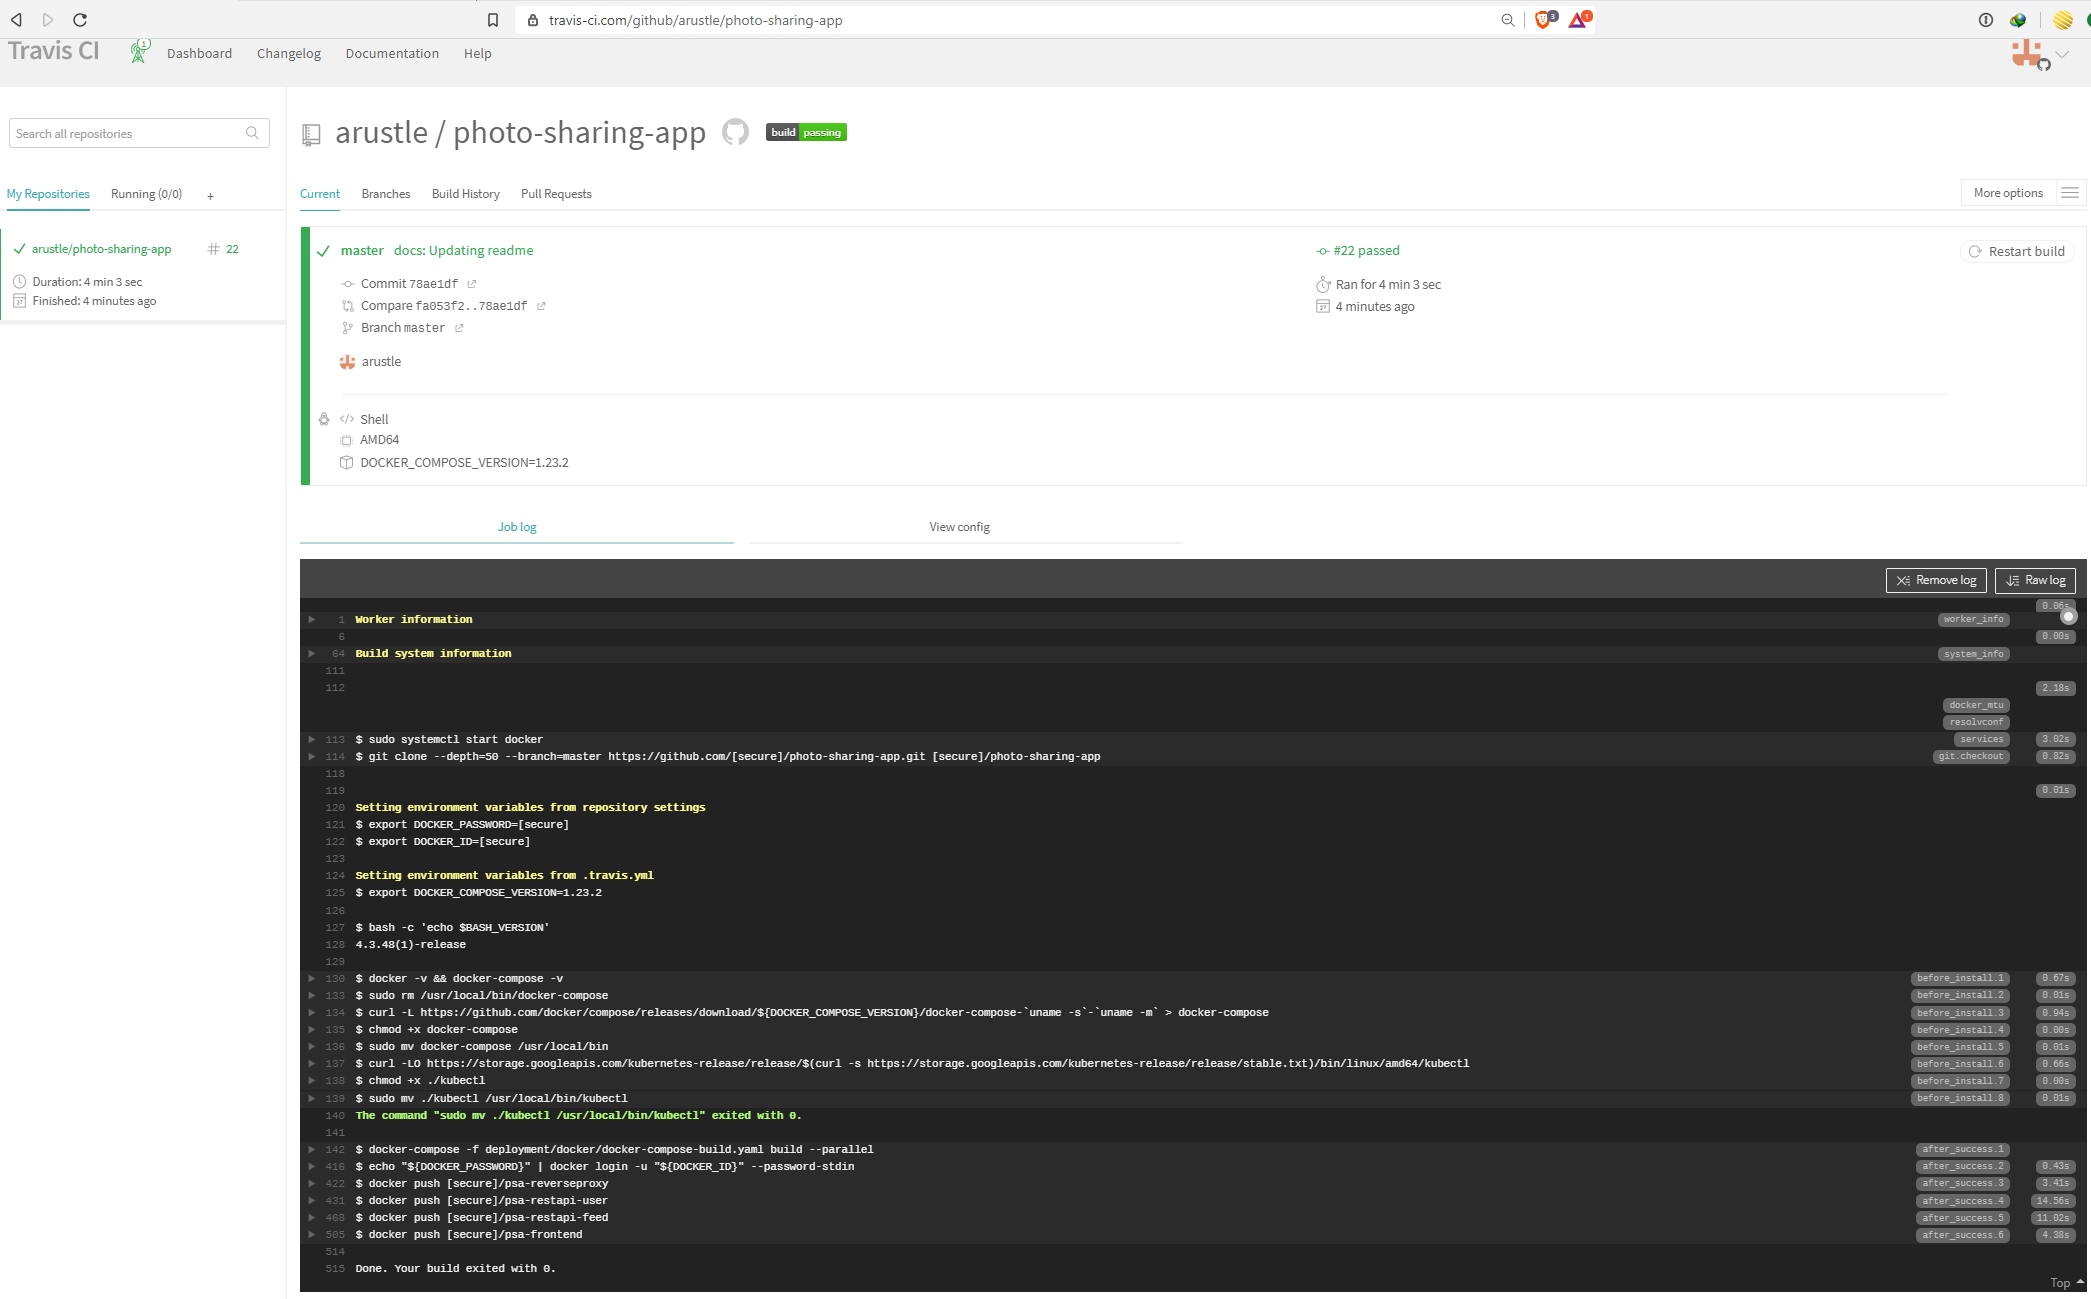 travis-ci.com/github/arustle/photo-sharing-app
3
1
Travis CI
1
Dashboard
Changelog
Documentation
Help
Search all repositories
My Repositories
Running (0/0)
+
arustle/photo-sharing-app
# 22
Duration: 4 min 3 sec
Finished: 4 minutes ago
arustle / photo-sharing-app
build passing
Current
Branches
Build History
Pull Requests
More options
master docs: Updating readme
Commit 78ae1df
Compare fa053f2..78ae1df
Branch master
arustle
#22 passed
Ran for 4 min 3 sec
4 minutes ago
Restart build
</> Shell
AMD64
DOCKER_COMPOSE_VERSION=1.23.2
Job log
View config
Remove log
Raw log
0.06s
1 Worker information worker_info
6 0.00s
64 Build system information system_info
111
112 2.18s
docker_mtu
resolvconf
113 $ sudo systemctl start docker services 3.02s
114 $ git clone --depth=50 --branch=master https://github.com/[secure]/photo-sharing-app.git [secure]/photo-sharing-app git.checkout 0.82s
118
119 0.01s
120 Setting environment variables from repository settings
121 $ export DOCKER_PASSWORD=[secure]
122 $ export DOCKER_ID=[secure]
123
124 Setting environment variables from .travis.yml
125 $ export DOCKER_COMPOSE_VERSION=1.23.2
126
127 $ bash -c 'echo $BASH_VERSION'
128 4.3.48(1)-release
129
130 $ docker -v && docker-compose -v before_install.1 0.67s
133 $ sudo rm /usr/local/bin/docker-compose before_install.2 0.01s
134 $ curl -L https://github.com/docker/compose/releases/download/${DOCKER_COMPOSE_VERSION}/docker-compose-`uname -s`-`uname -m` > docker-compose before_install.3 0.94s
135 $ chmod +x docker-compose before_install.4 0.00s
136 $ sudo mv docker-compose /usr/local/bin before_install.5 0.01s
137 $ curl -LO https://storage.googleapis.com/kubernetes-release/release/$(curl -s https://storage.googleapis.com/kubernetes-release/release/stable.txt)/bin/linux/amd64/kubectl before_install.6 0.66s
138 $ chmod +x ./kubectl before_install.7 0.00s
139 $ sudo mv ./kubectl /usr/local/bin/kubectl before_install.8 0.01s
140 The command "sudo mv ./kubectl /usr/local/bin/kubectl" exited with 0.
141
142 $ docker-compose -f deployment/docker/docker-compose-build.yaml build --parallel after_success.1
416 $ echo "${DOCKER_PASSWORD}" | docker login -u "${DOCKER_ID}" --password-stdin after_success.2 0.43s
422 $ docker push [secure]/psa-reverseproxy after_success.3 3.41s
431 $ docker push [secure]/psa-restapi-user after_success.4 14.56s
468 $ docker push [secure]/psa-restapi-feed after_success.5 11.02s
505 $ docker push [secure]/psa-frontend after_success.6 4.38s
514
515 Done. Your build exited with 0.
Top